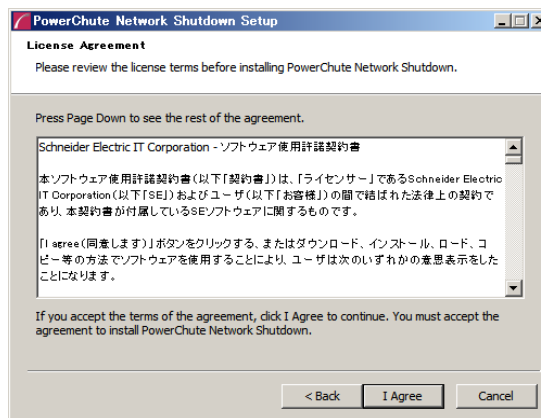 PowerChute Network Shutdown Setup
License Agreement
Please review the license terms before installing PowerChute Network Shutdown.
Press Page Down to see the rest of the agreement.
Schneider Electric IT Corporation - ソフトウェア使用許諾契約書
本ソフトウェア使用許諾契約書(以下「契約書」)は、「ライセンサー」であるSchneider Electric
IT Corporation(以下「SE」)およびユーザ(以下「お客様」)の間で結ばれた法律上の契約で
あり、本契約書が付属しているSEソフトウェアに関するものです。
「I agree(同意します)」ボタンをクリックする、またはダウンロード、インストール、ロード、コ
ピー等の方法でソフトウェアを使用することにより、ユーザは次のいずれかの意思表示をした
ことになります。
If you accept the terms of the agreement, click I Agree to continue. You must accept the
agreement to install PowerChute Network Shutdown.
< Back
I Agree
Cancel